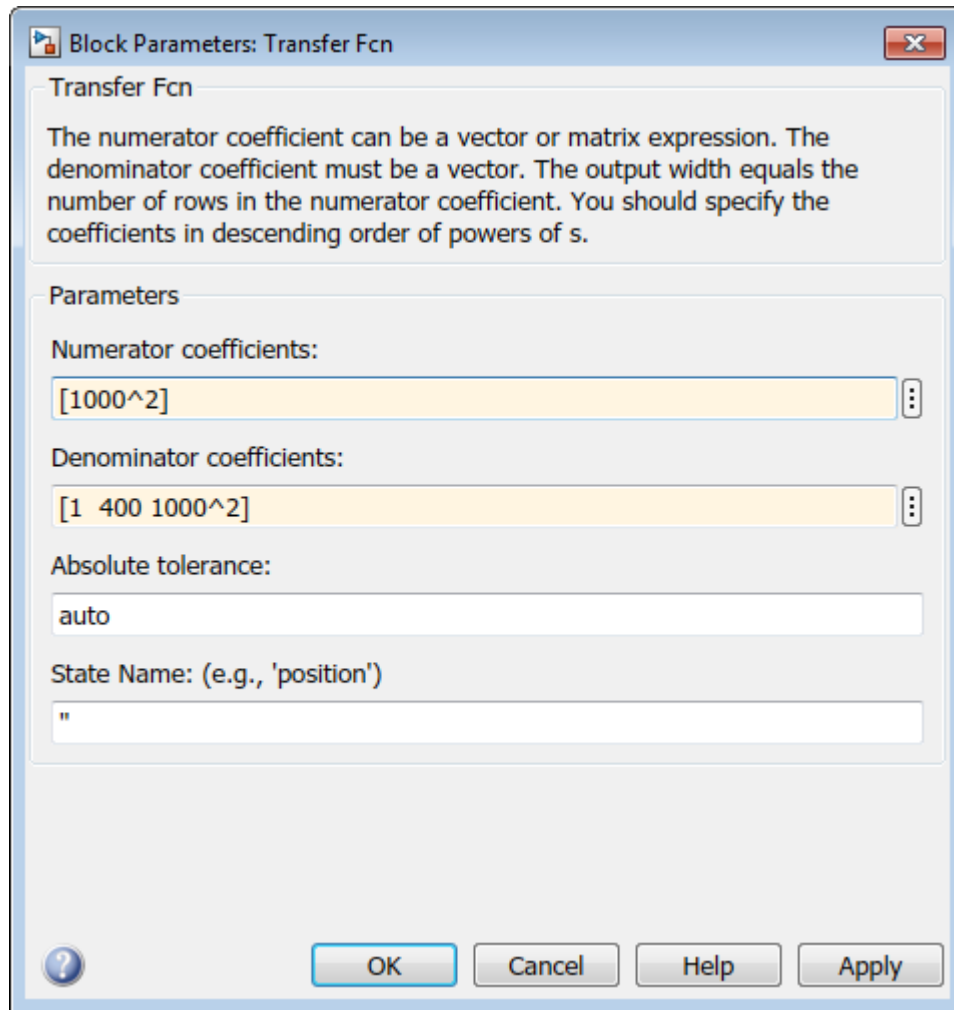 Block Parameters: Transfer Fcn
Transfer Fcn
The numerator coefficient can be a vector or matrix expression. The
denominator coefficient must be a vector. The output width equals the
number of rows in the numerator coefficient. You should specify the
coefficients in descending order of powers of s.
Parameters
Numerator coefficients:
[1000^2]
Denominator coefficients:
[1  400 1000^2]
Absolute tolerance:
auto
State Name: (e.g., 'position')
''
?
OK
Cancel
Help
Apply